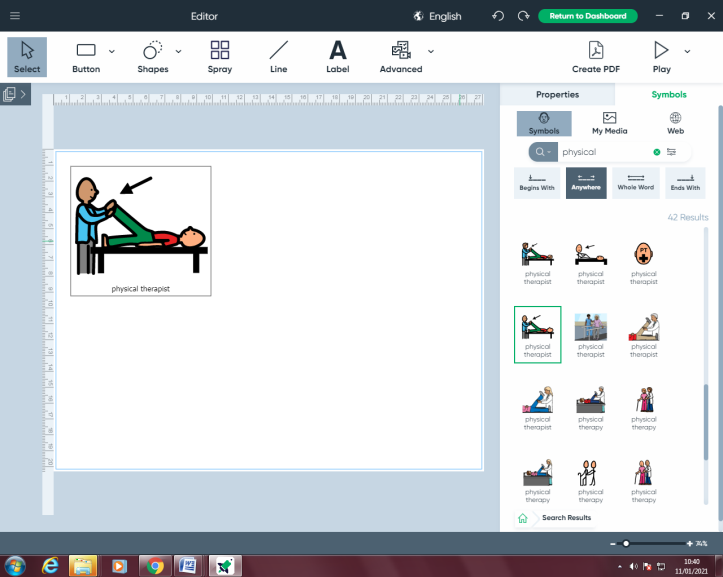 Editor
English
Return to Dashboard
Select
Button
Shapes
Spray
Line
Label
Advanced
Create PDF
Play
Properties
Symbols
Symbols
My Media
Web
physical
Begins With
Anywhere
Whole Word
Ends With
42 Results
physical therapist
physical
therapist
physical
therapist
PT
physical
therapist
physical
therapist
physical
therapist
physical
therapist
physical
therapist
physical
therapy
physical
therapy
physical
therapy
physical
therapy
physical
therapy
Search Results
74%
10:40
11/01/2021